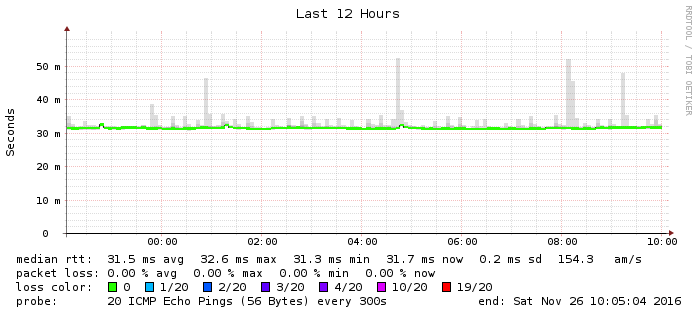 Last 12 Hours
RRDTOOL / TOBI OETIKER
Seconds
50 m
40 m
30 m
20 m
10 m
0
00:00 02:00 04:00 06:00 08:00 10:00
median rtt: 31.5 ms avg 32.6 ms max 31.3 ms min 31.7 ms now 0.2 ms sd 154.3 am/s
packet loss: 0.00 % avg 0.00 % max 0.00 % min 0.00 % now
loss color: 0 1/20 2/20 3/20 4/20 10/20 19/20
probe: 20 ICMP Echo Pings (56 Bytes) every 300s end: Sat Nov 26 10:05:04 2016